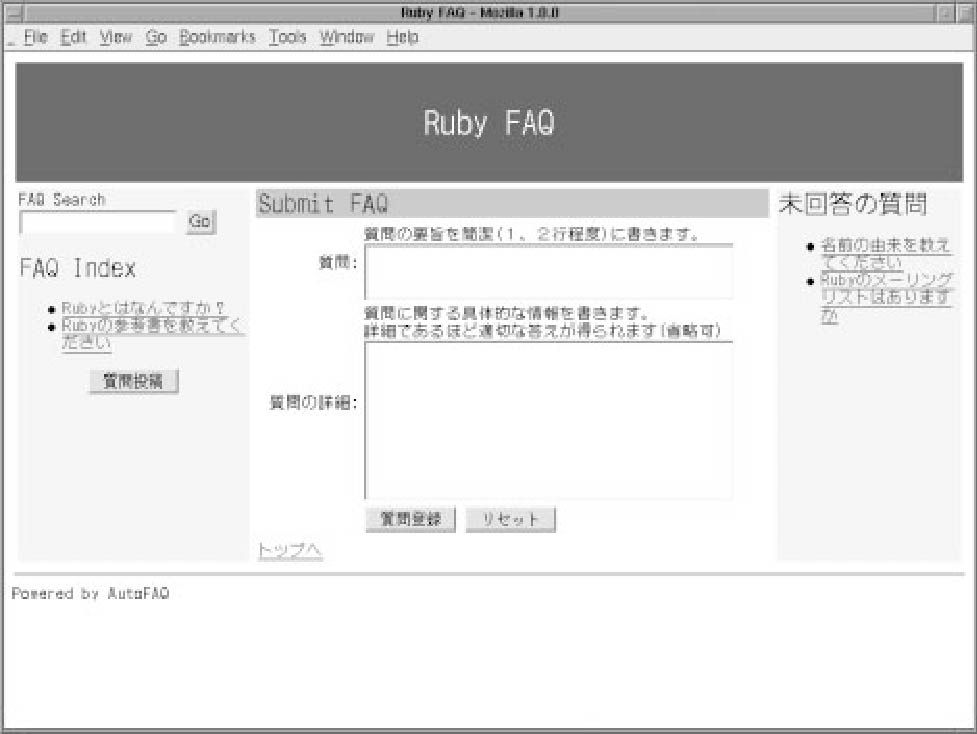 Ruby FAQ - Mozilla 1.0.0
File Edit View Go Bookmarks Tools Window Help
Ruby FAQ
FAQ Search
Go
FAQ Index
Rubyとはなんですか?
Rubyの参考書を教えてく
ださい
質問投稿
Submit FAQ
質問の要旨を簡潔(1、2行程度)に書きます。
質問:
質問に関する具体的な情報を書きます。
詳細であるほど適切な答えが得られます(省略可)
質問の詳細:
質問登録 リセット
トップへ
未回答の質問
名前の由来を教え
てください
Rubyのメーリング
リストはあります
か
Powered by AutoFAQ